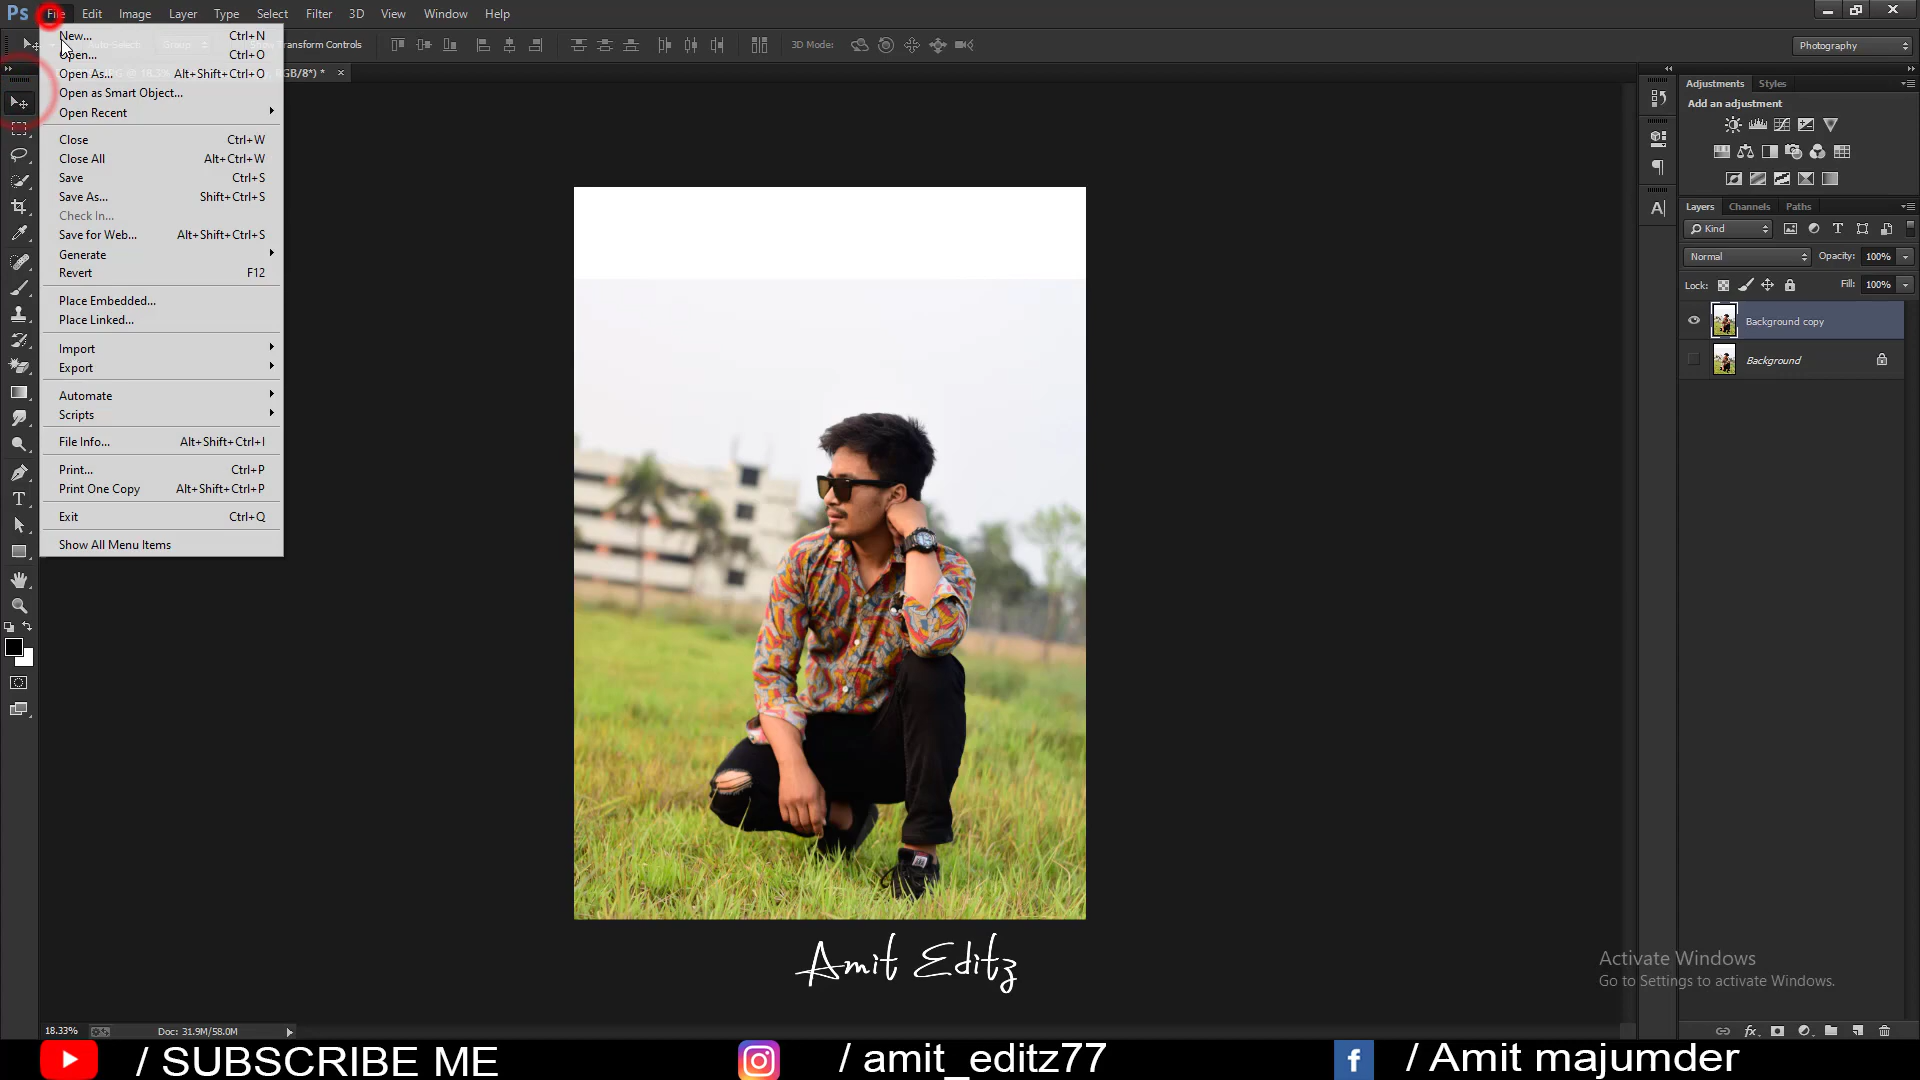 Ps File Edit Image Layer Type Select Filter 3D View Window Help
Auto-Select: Group Transform Controls 3D Mode: Photography
RGB/8*) * ×
New... Ctrl+N
Open... Ctrl+O
Open As... Alt+Shift+Ctrl+O
Open as Smart Object...
Open Recent
Close Ctrl+W
Close All Alt+Ctrl+W
Save Ctrl+S
Save As... Shift+Ctrl+S
Check In...
Save for Web... Alt+Shift+Ctrl+S
Generate
Revert F12
Place Embedded...
Place Linked...
Import
Export
Automate
Scripts
File Info... Alt+Shift+Ctrl+I
Print... Ctrl+P
Print One Copy Alt+Shift+Ctrl+P
Exit Ctrl+Q
Show All Menu Items
Adjustments Styles
Add an adjustment
Layers Channels Paths
Kind
Normal Opacity: 100%
Lock: Fill: 100%
Background copy
Background
Amit Editz
Activate Windows
Go to Settings to activate Windows.
18.33% Doc: 31.9M/58.0M
/ SUBSCRIBE ME / amit_editz77 / Amit majumder